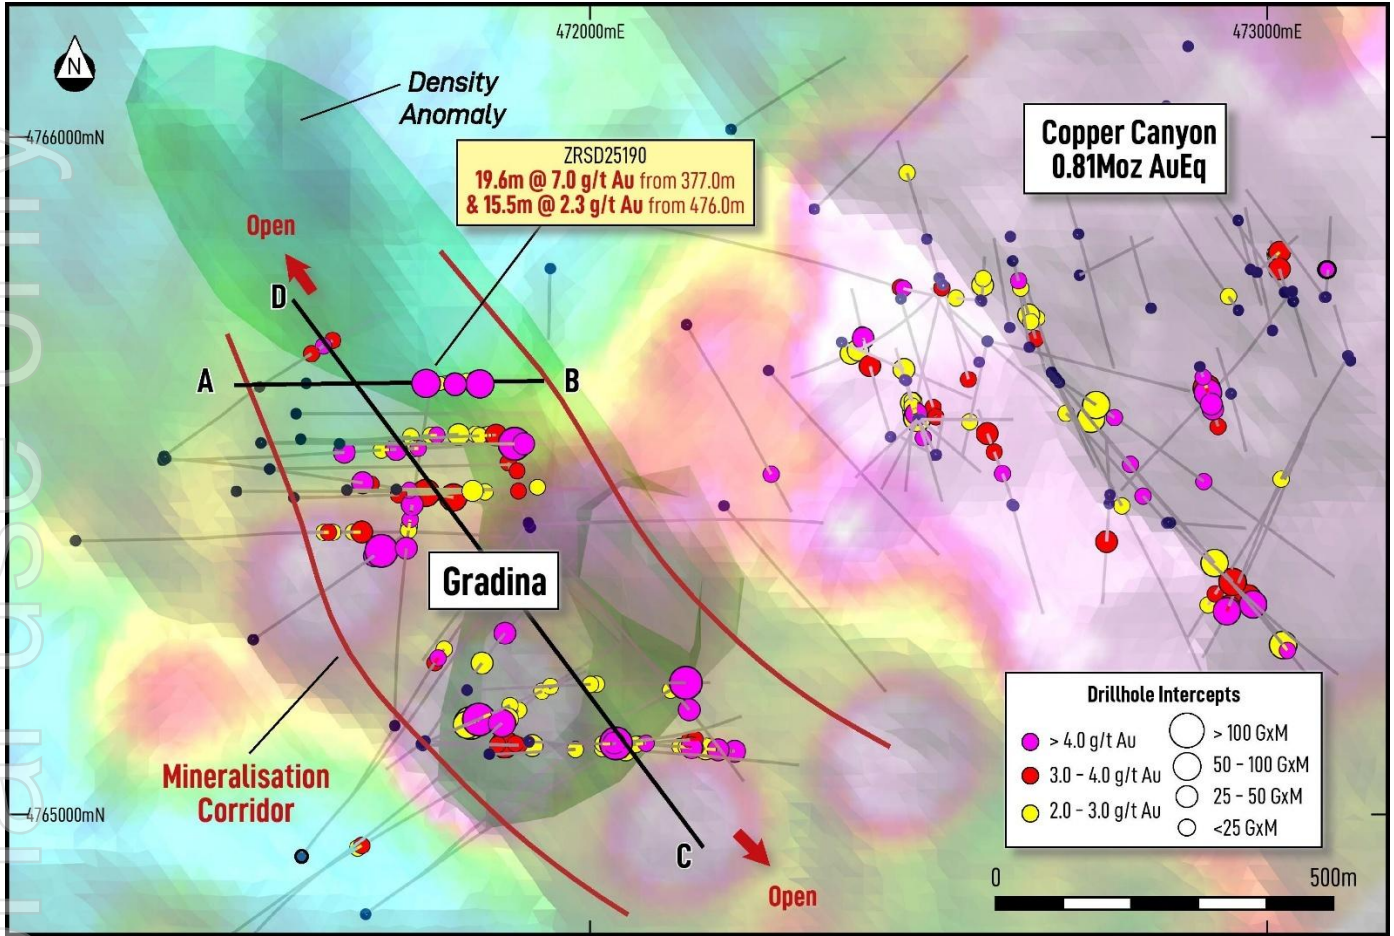 472000mE
473000mE
N
Density
Anomaly
4766000mN
Copper Canyon
0.81Moz AuEq
ZRSD25190
19.6m @ 7.0 g/t Au from 377.0m
& 15.5m @ 2.3 g/t Au from 476.0m
Open
D
A
B
Gradina
Mineralisation
Corridor
4765000mN
C
Open
Drillhole Intercepts
> 4.0 g/t Au
3.0 - 4.0 g/t Au
2.0 - 3.0 g/t Au
> 100 GxM
50 - 100 GxM
25 - 50 GxM
<25 GxM
0
500m